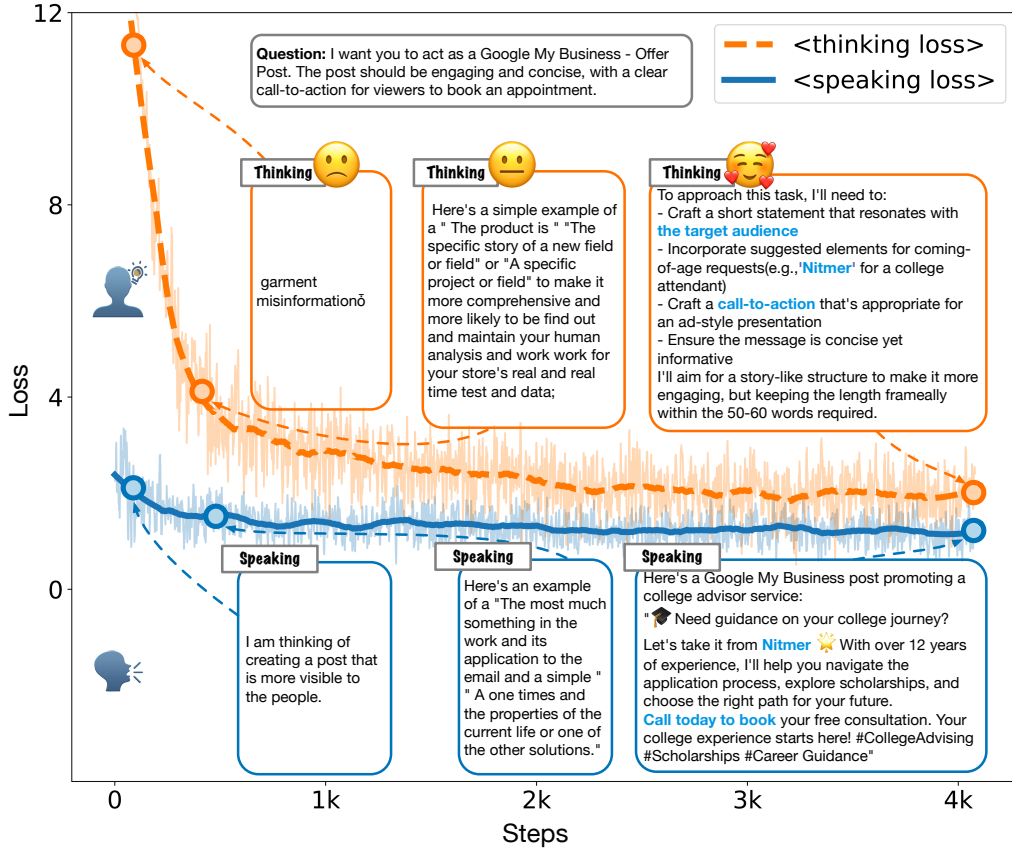 12
8
4
0
Loss
0
1k
2k
3k
4k
Steps
<thinking loss>
<speaking loss>
Question: I want you to act as a Google My Business - Offer
Post. The post should be engaging and concise, with a clear
call-to-action for viewers to book an appointment.
Thinking
garment
misinformationỗ
Thinking
Here's a simple example of
a " The product is " "The
specific story of a new field
or field" or "A specific
project or field" to make it
more comprehensive and
more likely to be find out
and maintain your human
analysis and work work for
your store's real and real
time test and data;
Thinking
To approach this task, I'll need to:
- Craft a short statement that resonates with
the target audience
- Incorporate suggested elements for coming-
of-age requests(e.g.,'Nitmer' for a college
attendant)
- Craft a call-to-action that's appropriate for
an ad-style presentation
- Ensure the message is concise yet
informative
I'll aim for a story-like structure to make it more
engaging, but keeping the length frameally
within the 50-60 words required.
Speaking
I am thinking of
creating a post that
is more visible to
the people.
Speaking
Here's an example
of a "The most much
something in the
work and its
application to the
email and a simple "
" A one times and
the properties of the
current life or one of
the other solutions."
Speaking
Here's a Google My Business post promoting a
college advisor service:
"🎓 Need guidance on your college journey?
Let's take it from Nitmer 🌟 With over 12 years
of experience, I'll help you navigate the
application process, explore scholarships, and
choose the right path for your future.
Call today to book your free consultation. Your
college experience starts here! #CollegeAdvising
#Scholarships #Career Guidance"